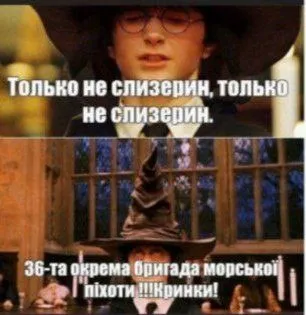 Только не слизерин, только
не слизерин.
36-та окрема бригада морської
піхоти !!!Кринки!